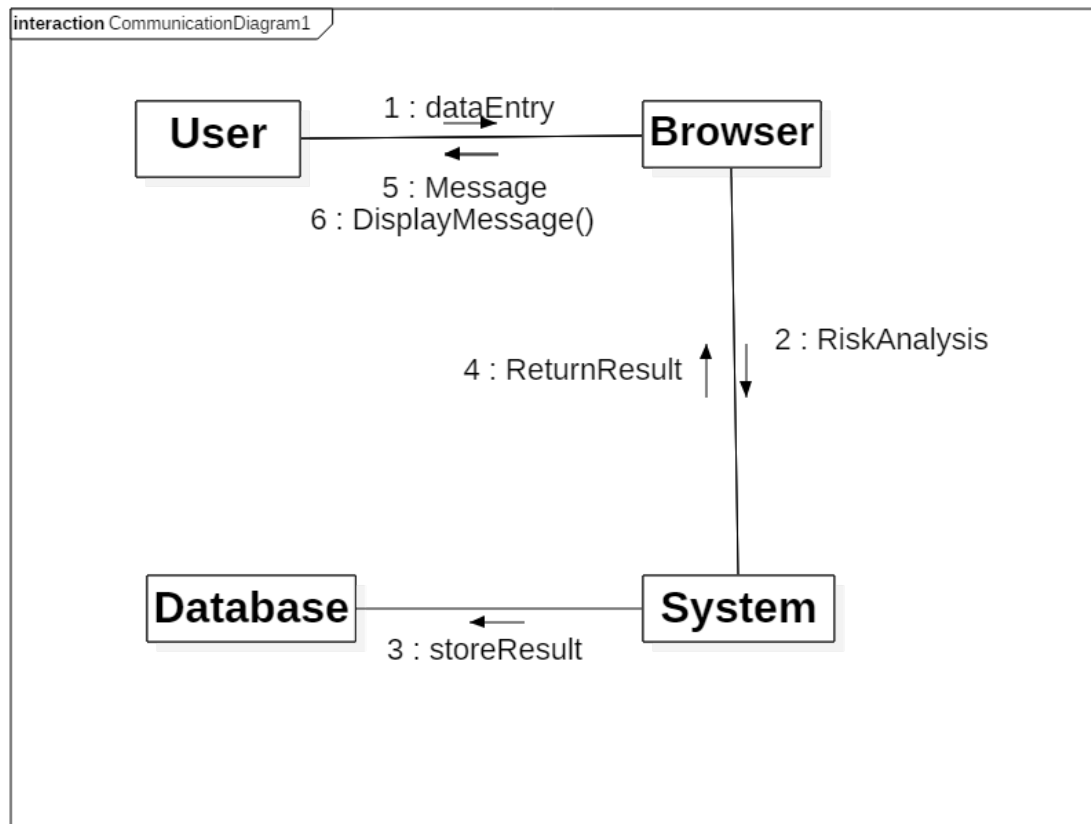 interaction CommunicationDiagram1
1 : dataEntry
User
Browser
5 : Message
6 : DisplayMessage()
2 : RiskAnalysis
4 : ReturnResult
Database
System
3 : storeResult